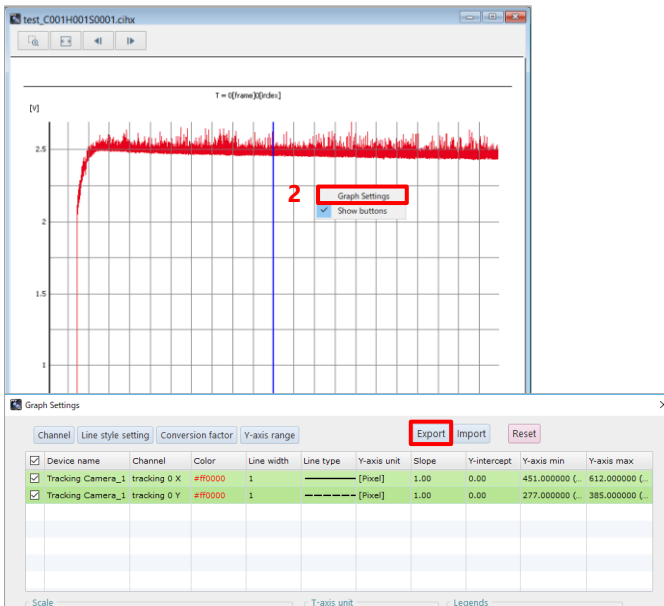 test_C001H001S0001.cihx
T = 0[frame]0[irdex]
[V]
2.5
2
1.5
1
2
Graph Settings
Show buttons
Graph Settings
Channel Line style setting Conversion factor Y-axis range Export Import Reset
Device name Channel Color Line width Line type Y-axis unit Slope Y-intercept Y-axis min Y-axis max
Tracking Camera_1 tracking 0 X #ff0000 1 [Pixel] 1.00 0.00 451.000000 (... 612.000000 (...
Tracking Camera_1 tracking 0 Y #ff0000 1 [Pixel] 1.00 0.00 277.000000 (... 385.000000 (...
Scale T-axis unit Legends